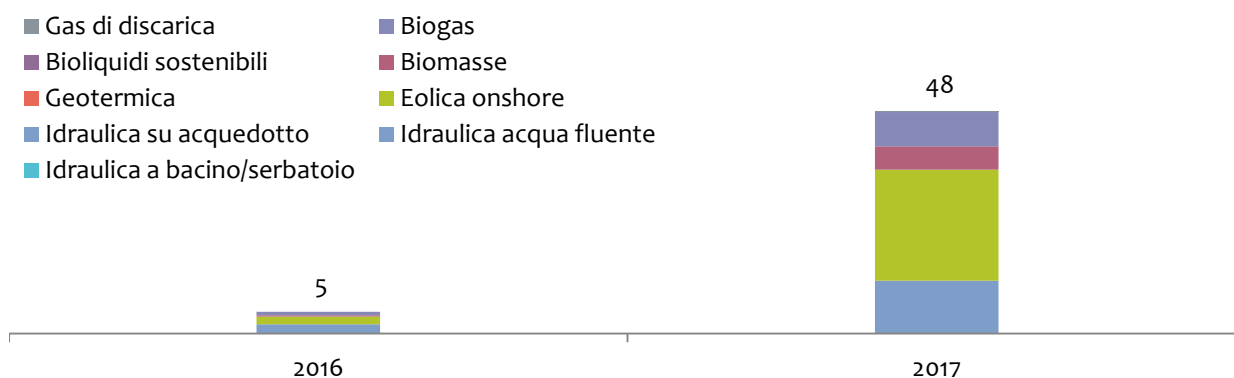 Gas di discarica
Biogas
Bioliquidi sostenibili
Biomasse
Geotermica
Eolica onshore
Idraulica su acquedotto
Idraulica acqua fluente
Idraulica a bacino/serbatoio
48
5
2016
2017